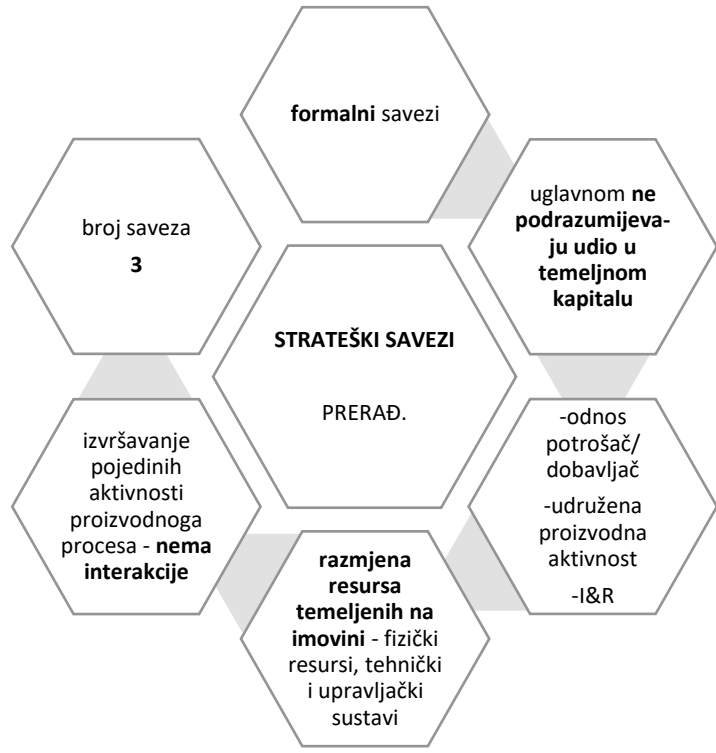 formalni savezi
uglavnom ne
podrazumijeva-
ju udio u
temeljnom
kapitalu
-odnos
potrošač/
dobavljač
-udružena
proizvodna
aktivnost
-I&R
razmjena
resursa
temeljenih na
imovini - fizički
resursi, tehnički
i upravljački
sustavi
izvršavanje
pojedinih
aktivnosti
proizvodnoga
procesa - nema
interakcije
broj saveza
3
STRATEŠKI SAVEZI
PRERAĐ.